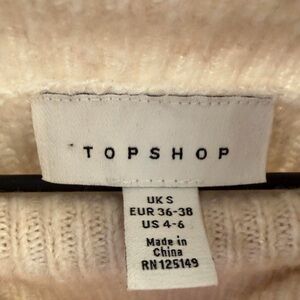 TOPSHOP
UK S
EUR 36-38
US 4-6
Made in
China
RN 125149